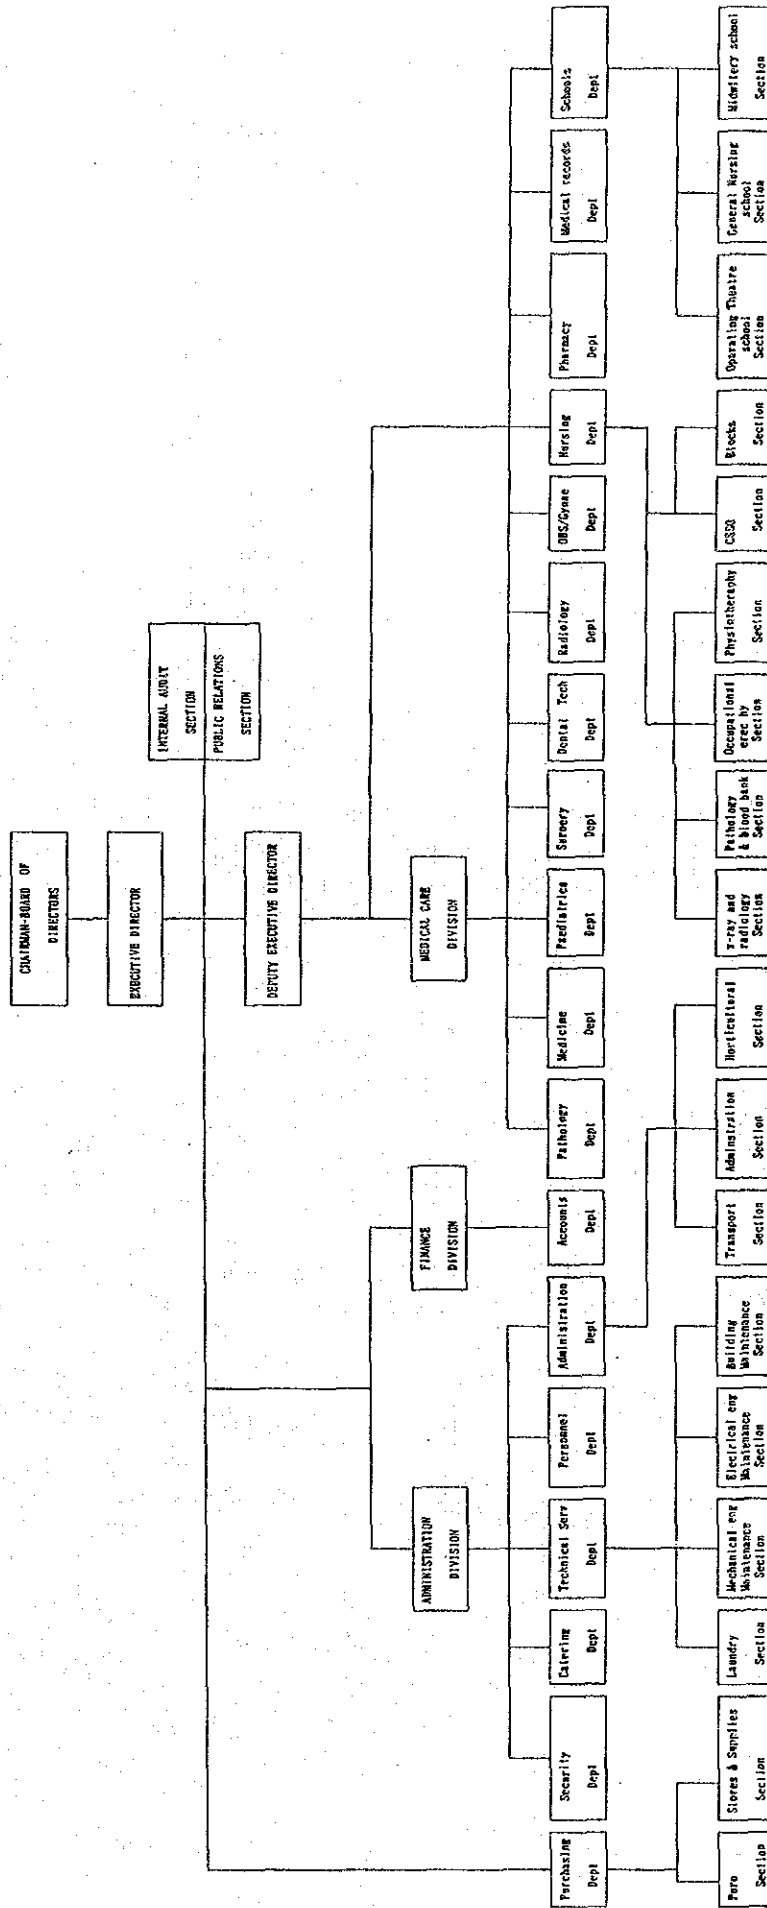 CHAIRMAN-BOARD OF
DIRECTORS
EXECUTIVE DIRECTOR
INTERNAL AUDIT
SECTION
PUBLIC RELATIONS
SECTION
DEPUTY EXECUTIVE DIRECTOR
ADMINISTRATION
DIVISION
FINANCE
DIVISION
MEDICAL CARE
DIVISION
Purchasing
Dept
Security
Dept
Catering
Dept
Technical Serv
Dept
Personnel
Dept
Administration
Dept
Accounts
Dept
Pathology
Dept
Medicine
Dept
Paediatrics
Dept
Surgery
Dept
Dental Tech
Dept
Radiology
Dept
OBS/Gynae
Dept
Nursing
Dept
Pharmacy
Dept
Medical records
Dept
Schools
Dept
Section
Stores & Supplies
Section
Laundry
Section
Mechanical eng
Maintenance
Section
Electrical eng
Maintenance
Section
Building
Maintenance
Section
Transport
Section
Adminstration
Section
Horticultural
Section
x-ray and
radiology
Section
Pathology
& blood bank
Section
Occupational
Section
Physiotheraphy
Section
Section
Blocks
Section
Operating Theatre
school
Section
General Nursing
school
Section
Midwifery school
Section